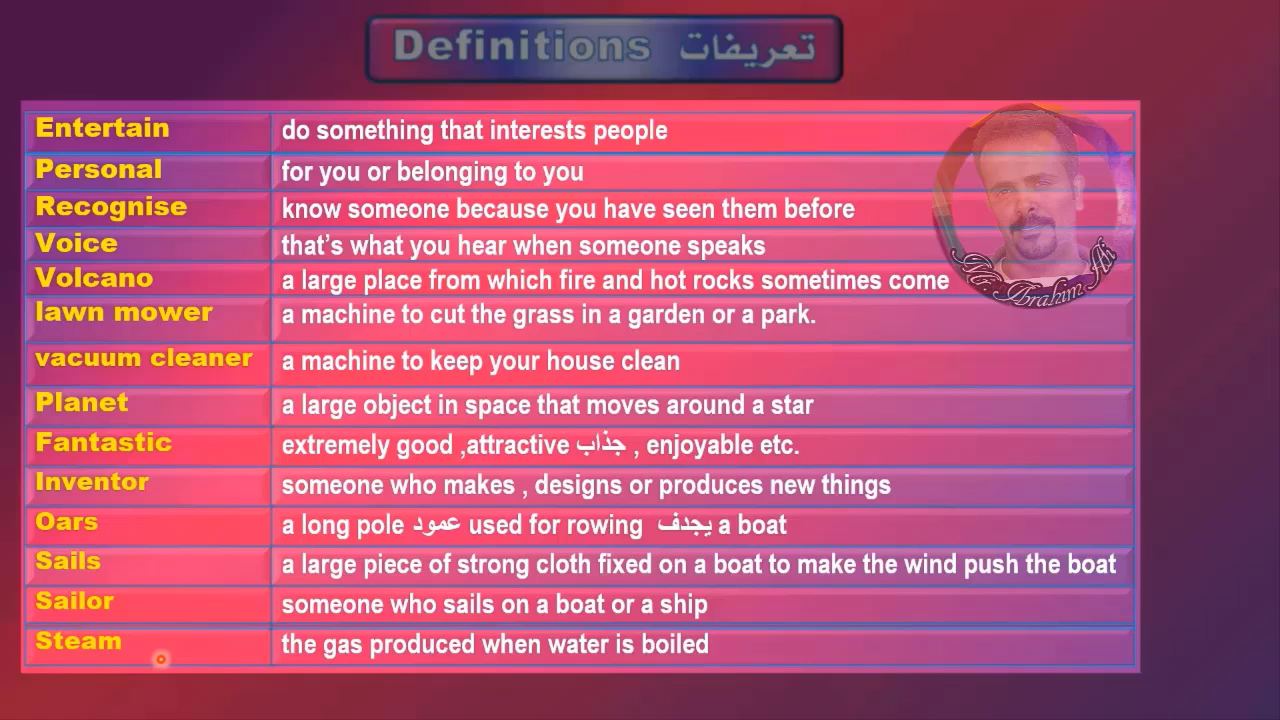 Definitions تعريفات
Entertain do something that interests people
Personal for you or belonging to you
Recognise know someone because you have seen them before
Voice that’s what you hear when someone speaks
Volcano a large place from which fire and hot rocks sometimes come
lawn mower a machine to cut the grass in a garden or a park.
vacuum cleaner a machine to keep your house clean
Planet a large object in space that moves around a star
Fantastic extremely good ,attractive جذاب , enjoyable etc.
Inventor someone who makes , designs or produces new things
Oars a long pole عمود used for rowing يجدف a boat
Sails a large piece of strong cloth fixed on a boat to make the wind push the boat
Sailor someone who sails on a boat or a ship
Steam the gas produced when water is boiled
Mr. Ibrahim Ali